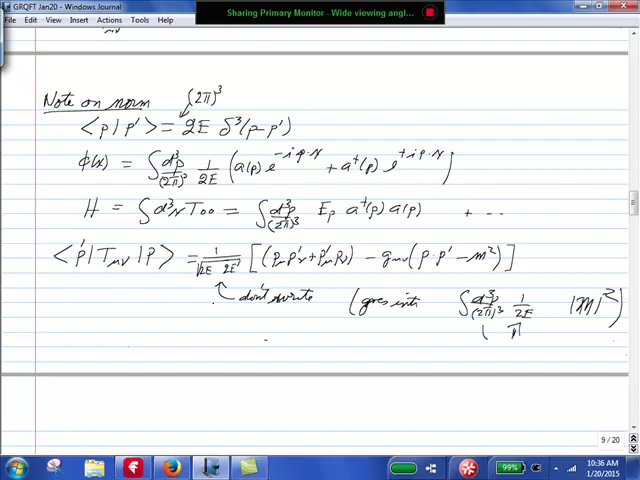 GRQFT Jan20 - Windows Journal
Sharing Primary Monitor - Wide viewing angl...
File Edit View Insert Actions Tools Help
Note on norm (2π)³
<p|p'> = 2E δ³(p-p')
ϕ(x) = ∫ d³p/(2π)³ 1/2E (a(p) e^{-ip·x} + a†(p) e^{+ip·x})
H = ∫ d³x T₀₀ = ∫ d³p/(2π)³ E_p a†(p) a(p) + ...
<p'|T_μν|p> = 1/√(2E 2E') [(p_μ p'_ν + p'_μ p_ν) - g_μν (p·p' - m²)]
don't write (goes into ∫ d³p/(2π)³ 1/2E |M|²)
9 / 20
99%
10:36 AM
1/20/2015